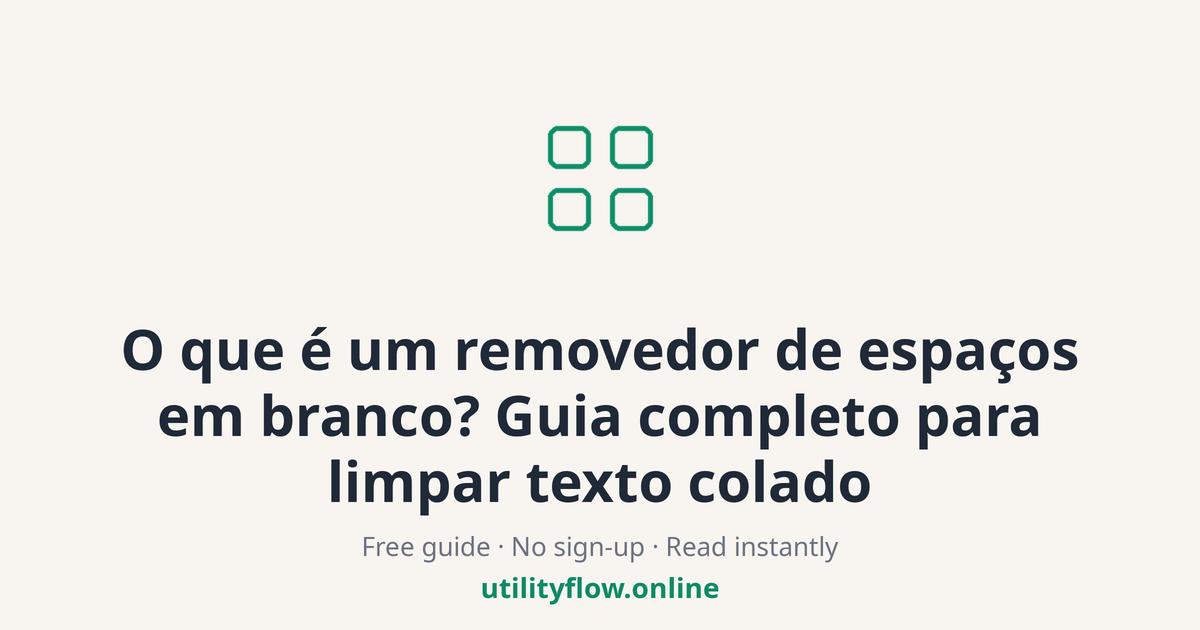 O que é um removedor de espaços
em branco? Guia completo para
limpar texto colado
Free guide · No sign-up · Read instantly
utilityflow.online